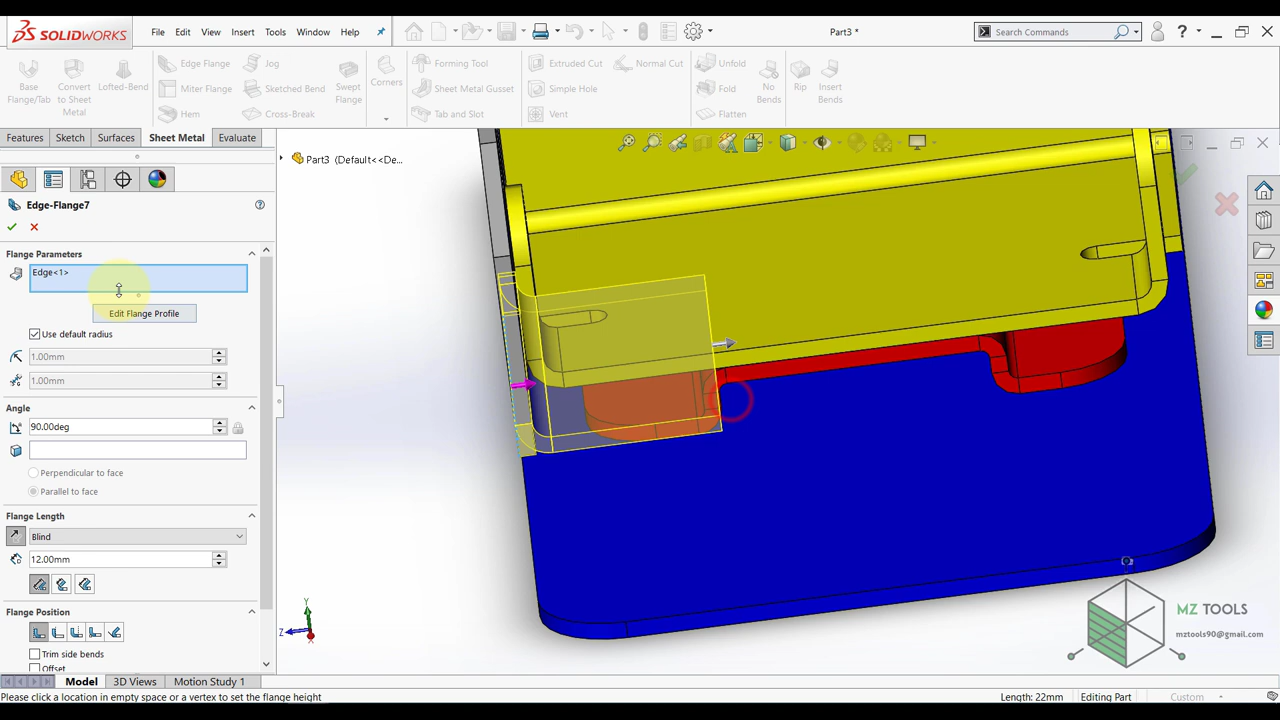 SOLIDWORKS
File Edit View Insert Tools Window Help
Part3 *
Search Commands
Base Flange/Tab
Convert to Sheet Metal
Lofted-Bend
Edge Flange
Miter Flange
Hem
Jog
Sketched Bend
Cross-Break
Swept Flange
Corners
Forming Tool
Sheet Metal Gusset
Tab and Slot
Extruded Cut
Simple Hole
Vent
Normal Cut
Unfold
Fold
Flatten
No Bends
Rip
Insert Bends
Features Sketch Surfaces Sheet Metal Evaluate
Part3 (Default<<De...
Edge-Flange7
Flange Parameters
Edge<1>
Edit Flange Profile
Use default radius
1.00mm
1.00mm
Angle
90.00deg
Perpendicular to face
Parallel to face
Flange Length
Blind
12.00mm
Flange Position
Trim side bends
Offset
Y
Z
X
MZ TOOLS
mztools90@gmail.com
Model 3D Views Motion Study 1
Please click a location in empty space or a vertex to set the flange height
Length: 22mm Editing Part Custom